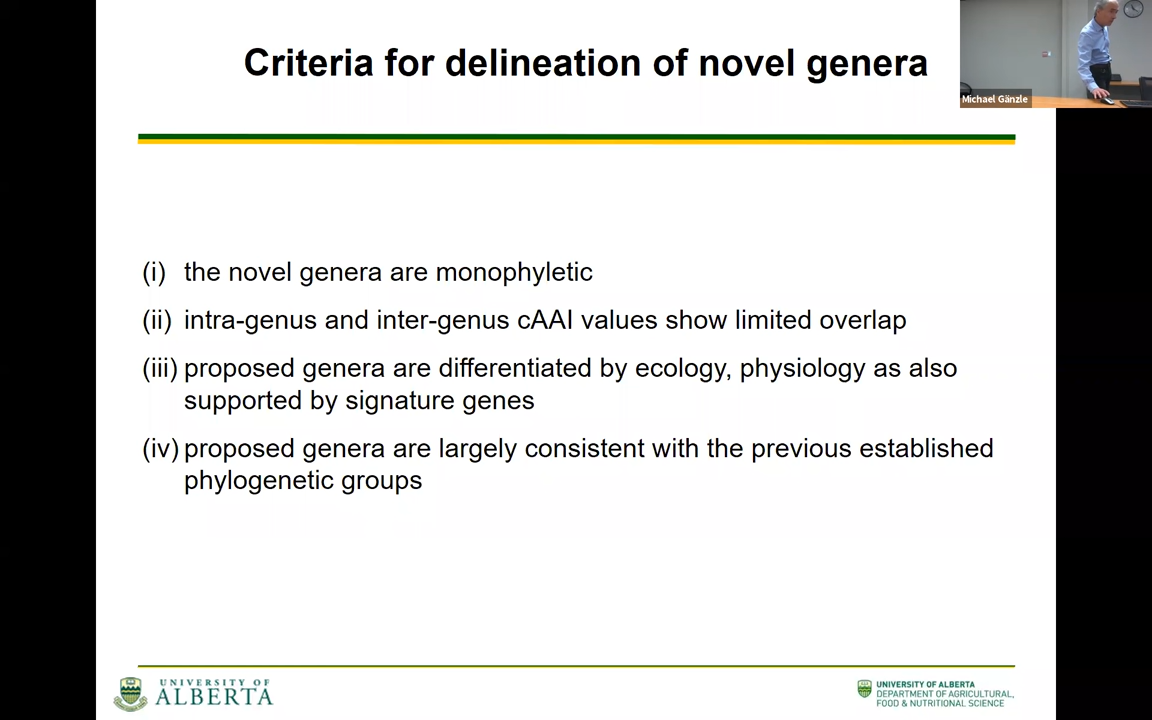 Criteria for delineation of novel genera
Michael Gänzle
(i) the novel genera are monophyletic
(ii) intra-genus and inter-genus cAAI values show limited overlap
(iii) proposed genera are differentiated by ecology, physiology as also
supported by signature genes
(iv) proposed genera are largely consistent with the previous established
phylogenetic groups
UNIVERSITY OF
ALBERTA
UNIVERSITY OF ALBERTA
DEPARTMENT OF AGRICULTURAL,
FOOD & NUTRITIONAL SCIENCE